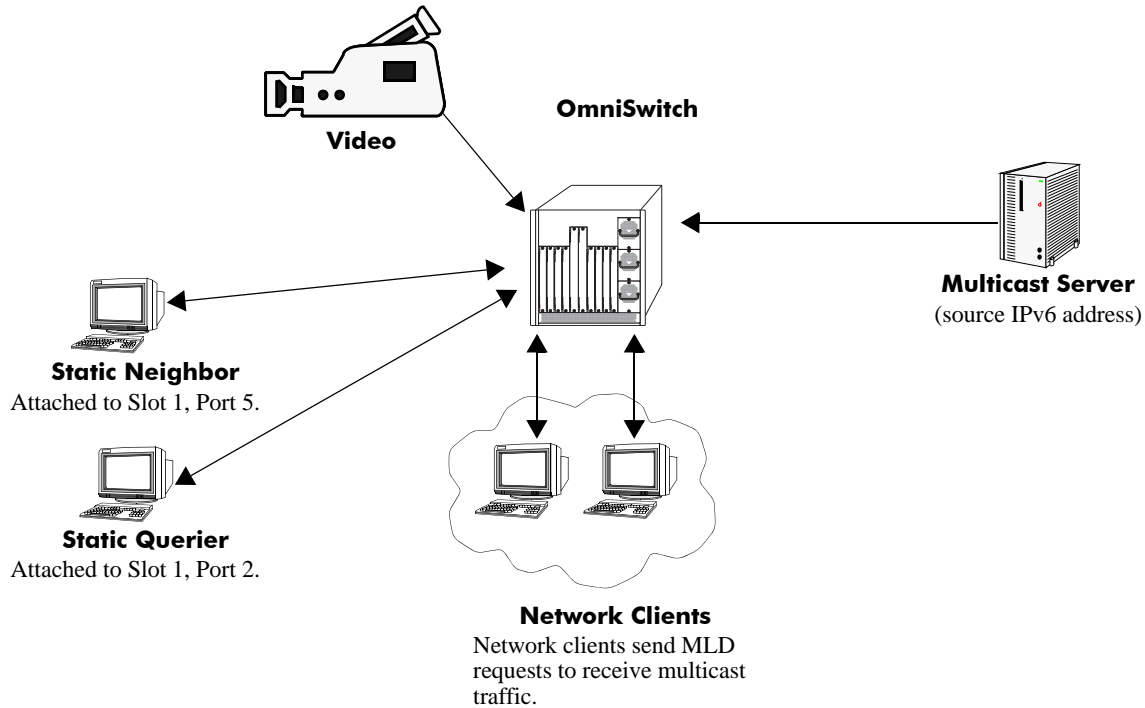 OmniSwitch
Video
Multicast Server
(source IPv6 address)
Static Neighbor
Attached to Slot 1, Port 5.
Static Querier
Attached to Slot 1, Port 2.
Network Clients
Network clients send MLD
requests to receive multicast
traffic.